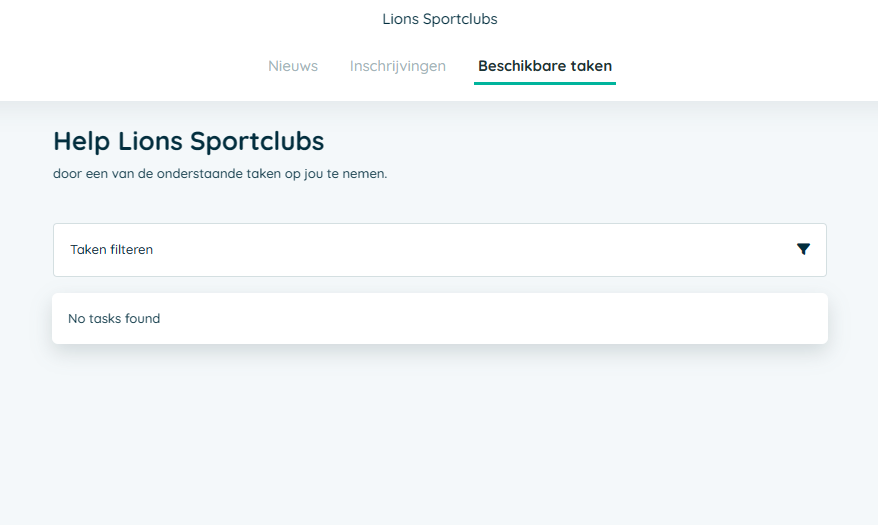 Lions Sportclubs
Nieuws Inschrijvingen Beschikbare taken
Help Lions Sportclubs
door een van de onderstaande taken op jou te nemen.
Taken filteren
No tasks found